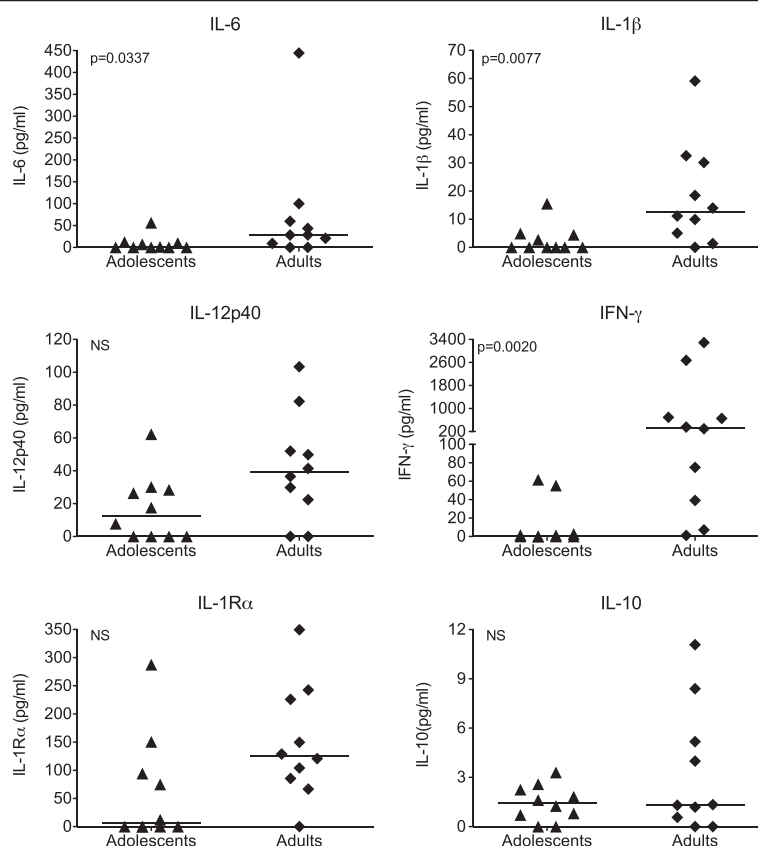 IL-6
p=0.0337
IL-6 (pg/ml)
450
400
350
300
250
200
150
100
50
0
Adolescents Adults
IL-1β
p=0.0077
IL-1β (pg/ml)
70
60
50
40
30
20
10
0
Adolescents Adults
IL-12p40
NS
IL-12p40 (pg/ml)
120
100
80
60
40
20
0
Adolescents Adults
IFN-γ
p=0.0020
IFN-γ (pg/ml)
3400
2600
1800
1000
200
100
80
60
40
20
0
Adolescents Adults
IL-1Rα
NS
IL-1Rα (pg/ml)
350
300
250
200
150
100
50
0
Adolescents Adults
IL-10
NS
IL-10(pg/ml)
12
9
6
3
0
Adolescents Adults